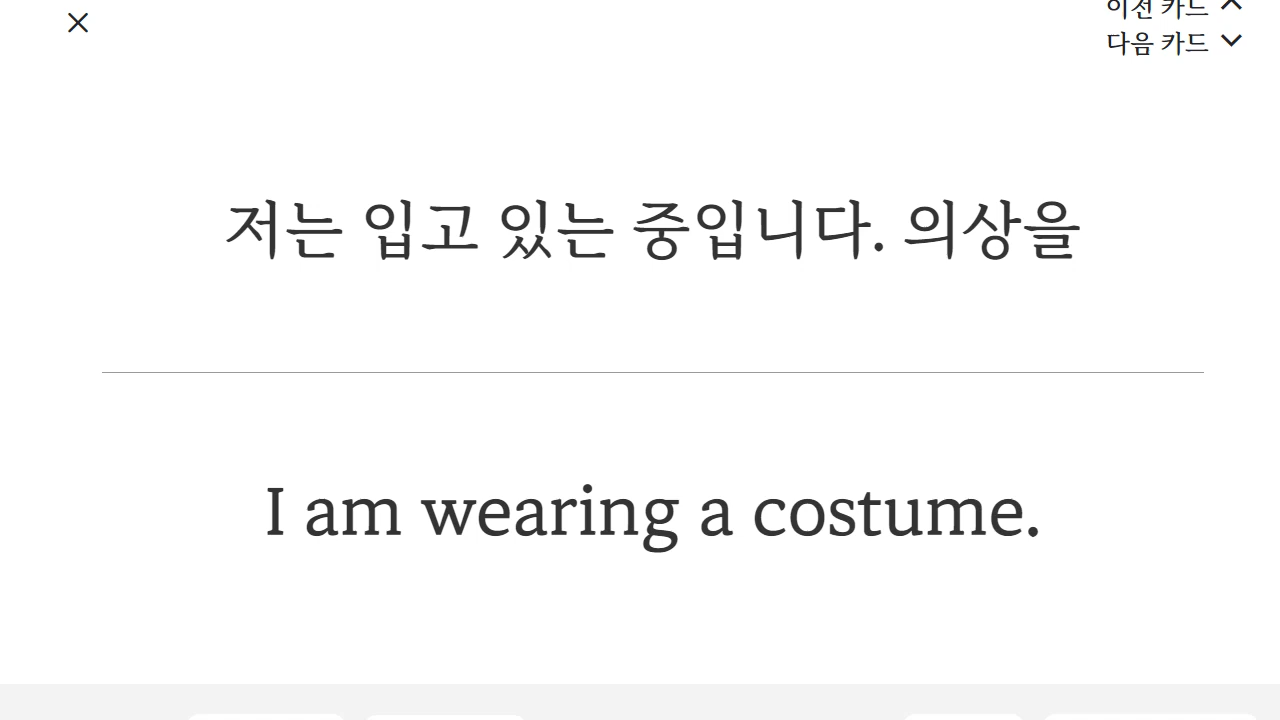 이전 카드
다음 카드
저는 입고 있는 중입니다. 의상을
I am wearing a costume.